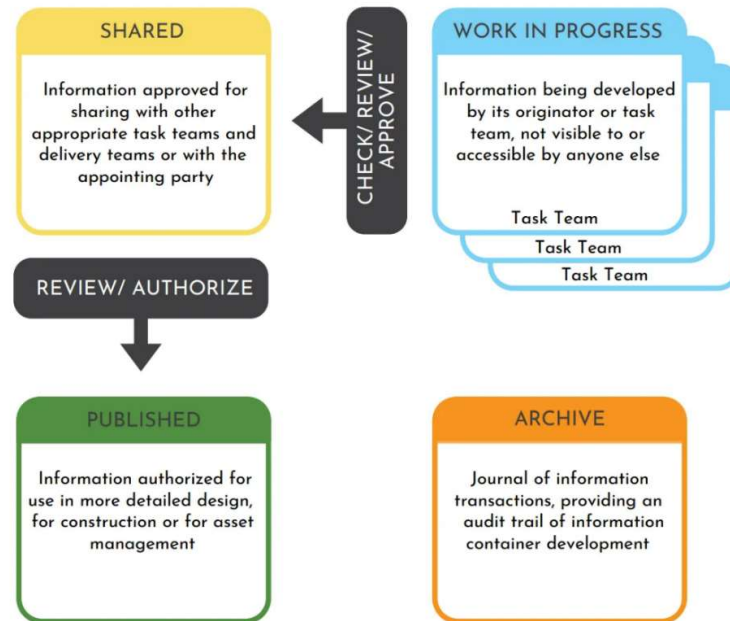 SHARED
Information approved for
sharing with other
appropriate task teams and
delivery teams or with the
appointing party
CHECK/ REVIEW/
APPROVE
WORK IN PROGRESS
Information being developed
by its originator or task
team, not visible to or
accessible by anyone else
Task Team
Task Team
Task Team
REVIEW/ AUTHORIZE
PUBLISHED
Information authorized for
use in more detailed design,
for construction or for asset
management
ARCHIVE
Journal of information
transactions, providing an
audit trail of information
container development